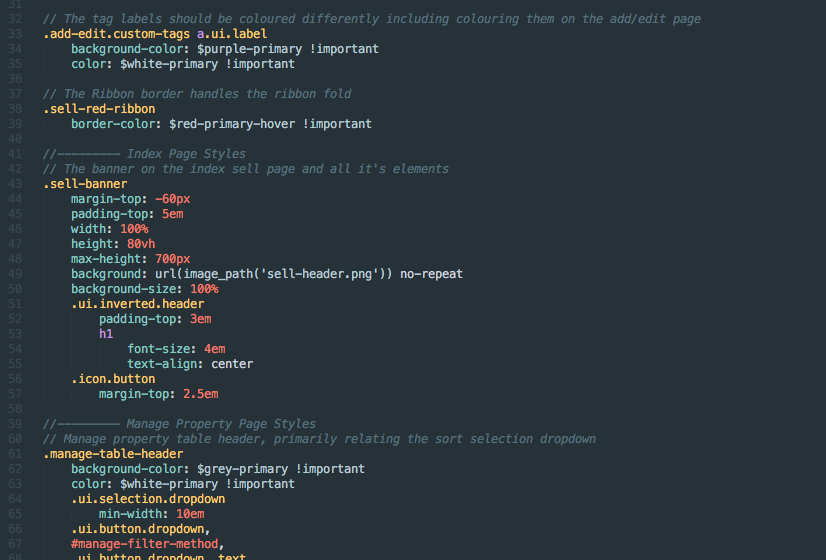 31
32 // The tag labels should be coloured differently including colouring them on the add/edit page
33 .add-edit.custom-tags a.ui.label
34 background-color: $purple-primary !important
35 color: $white-primary !important
36
37 // The Ribbon border handles the ribbon fold
38 .sell-red-ribbon
39 border-color: $red-primary-hover !important
40
41 //--------- Index Page Styles
42 // The banner on the index sell page and all it's elements
43 .sell-banner
44 margin-top: -60px
45 padding-top: 5em
46 width: 100%
47 height: 80vh
48 max-height: 700px
49 background: url(image_path('sell-header.png')) no-repeat
50 background-size: 100%
51 .ui.inverted.header
52 padding-top: 3em
53 h1
54 font-size: 4em
55 text-align: center
56 .icon.button
57 margin-top: 2.5em
58
59 //--------- Manage Property Page Styles
60 // Manage property table header, primarily relating the sort selection dropdown
61 .manage-table-header
62 background-color: $grey-primary !important
63 color: $white-primary !important
64 .ui.selection.dropdown
65 min-width: 10em
66 .ui.button.dropdown,
67 #manage-filter-method,
68 .ui.button.dropdown .text